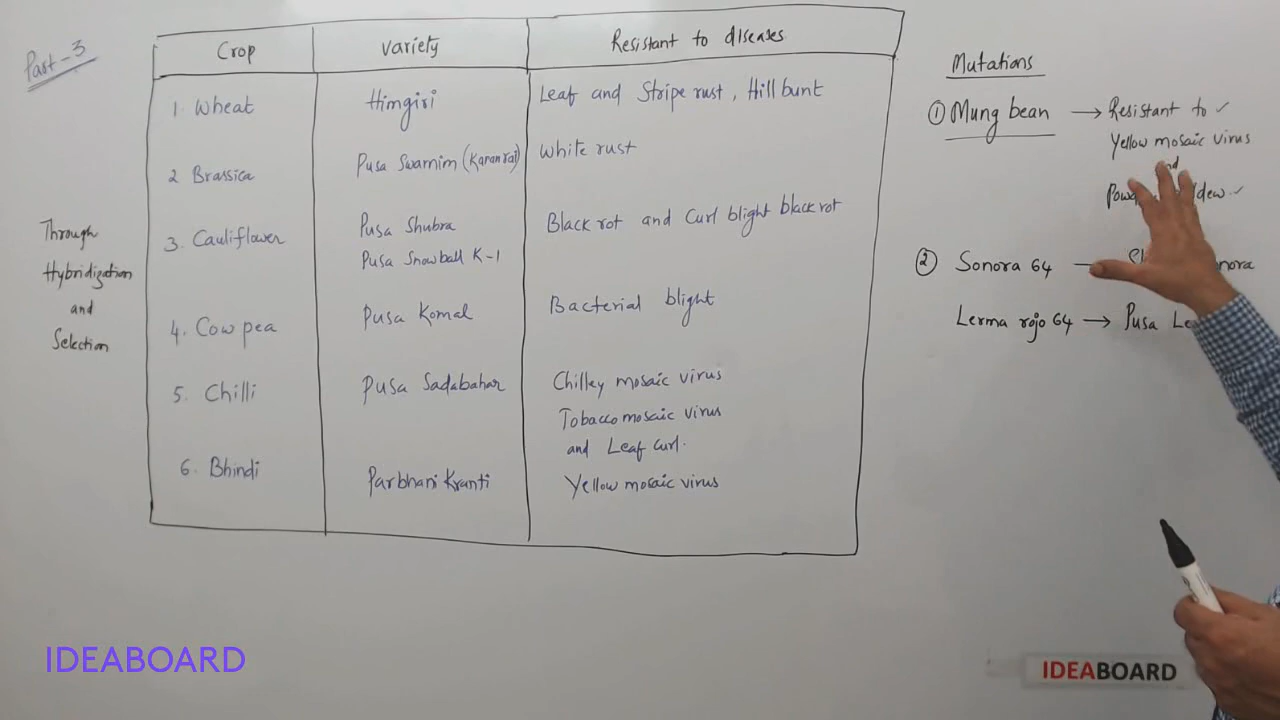 Part-3
Crop
Variety
Resistant to diseases
1. Wheat
Himgiri
Leaf and Stripe rust, Hill bunt
2 Brassica
Pusa Swarnim (Karan rai)
White rust
3. Cauliflower
Pusa Shubra
Pusa Snowball K-1
Black rot and Curl blight black rot
4. Cow pea
Pusa Komal
Bacterial blight
5. Chilli
Pusa Sadabahar
Chilley mosaic virus
Tobacco mosaic virus
and Leaf curl.
6. Bhindi
Parbhani Kranti
Yellow mosaic virus
Through
Hybridization
and
Selection
Mutations
① Mung bean → Resistant to ✓
Yellow mosaic virus
② Sonora 64
Lerma rojo 64 → Pusa
IDEABOARD
IDEABOARD